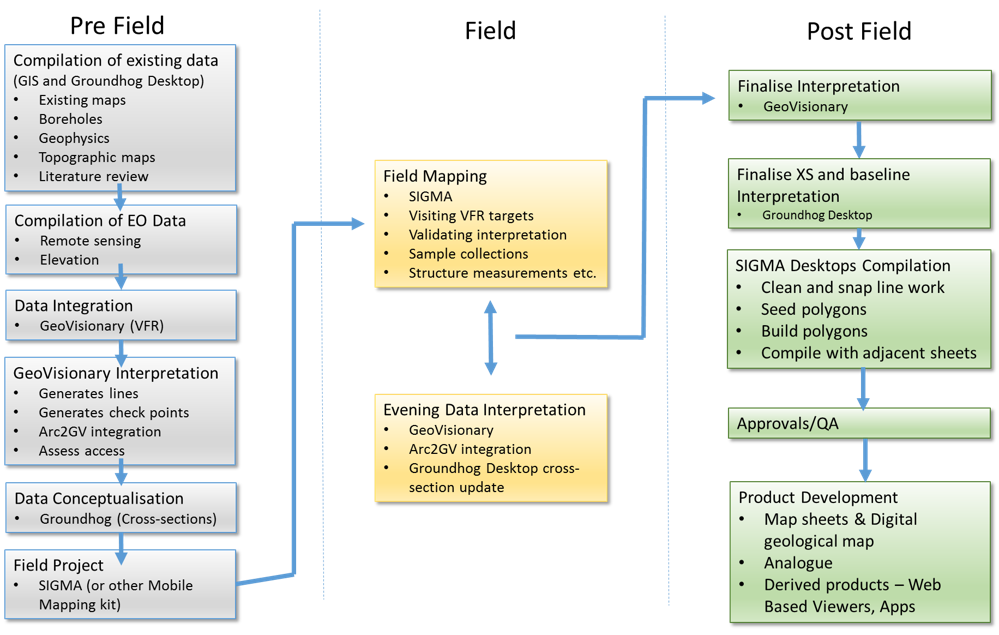 Pre Field
Compilation of existing data
(GIS and Groundhog Desktop)
• Existing maps
• Boreholes
• Geophysics
• Topographic maps
• Literature review
Compilation of EO Data
• Remote sensing
• Elevation
Data Integration
• GeoVisionary (VFR)
GeoVisionary Interpretation
• Generates lines
• Generates check points
• Arc2GV integration
• Assess access
Data Conceptualisation
• Groundhog (Cross-sections)
Field Project
• SIGMA (or other Mobile
Mapping kit)
Field
Field Mapping
• SIGMA
• Visiting VFR targets
• Validating interpretation
• Sample collections
• Structure measurements etc.
Evening Data Interpretation
• GeoVisionary
• Arc2GV integration
• Groundhog Desktop cross-
section update
Post Field
Finalise Interpretation
• GeoVisionary
Finalise XS and baseline
Interpretation
• Groundhog Desktop
SIGMA Desktops Compilation
• Clean and snap line work
• Seed polygons
• Build polygons
• Compile with adjacent sheets
Approvals/QA
Product Development
• Map sheets & Digital
geological map
• Analogue
• Derived products – Web
Based Viewers, Apps